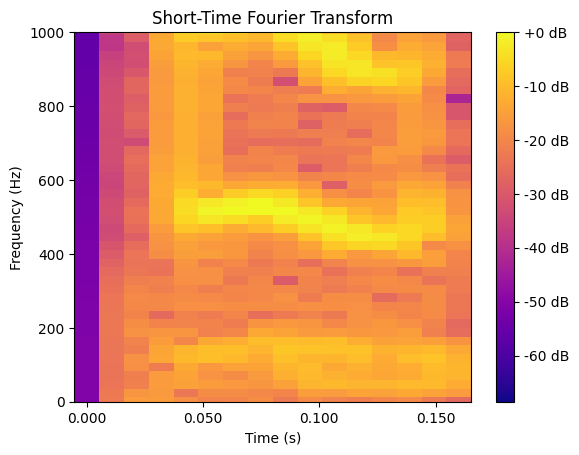 Short-Time Fourier Transform
1000
800
600
400
200
0
Frequency (Hz)
0.000
0.050
0.100
0.150
Time (s)
+0 dB
-10 dB
-20 dB
-30 dB
-40 dB
-50 dB
-60 dB